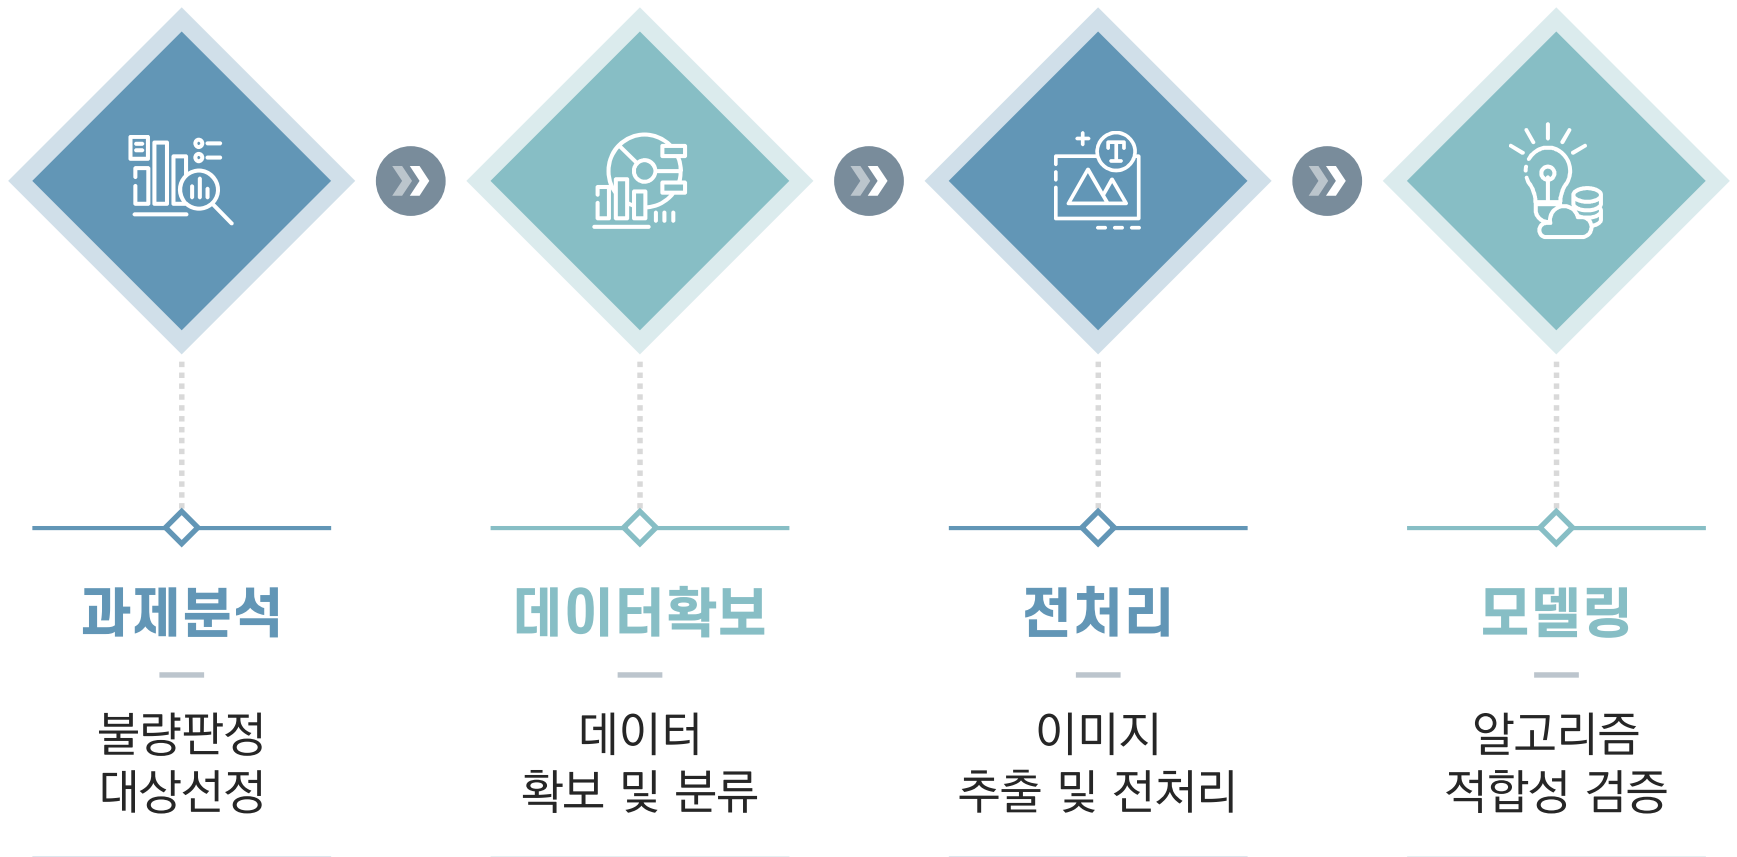 과제분석
불량판정
대상선정
데이터확보
데이터
확보 및 분류
전처리
이미지
추출 및 전처리
모델링
알고리즘
적합성 검증